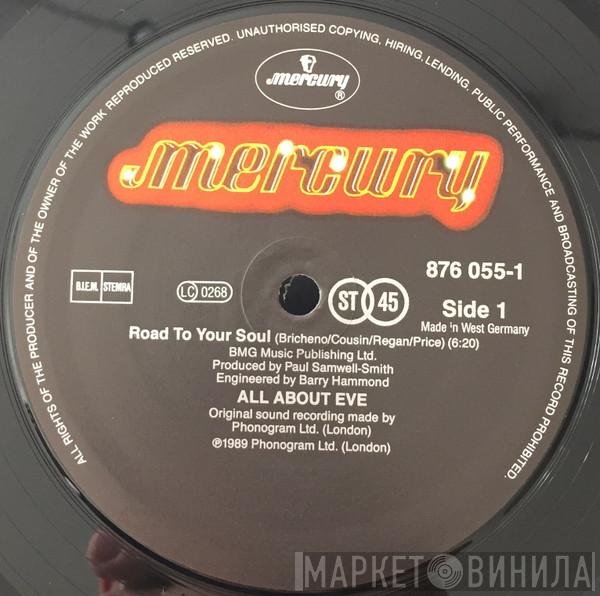 ALL RIGHTS OF THE PRODUCER AND OF THE OWNER OF THE WORK REPRODUCED RESERVED. UNAUTHORISED COPYING, HIRING, LENDING, PUBLIC PERFORMANCE AND BROADCASTING OF THIS RECORD PROHIBITED.
mercury
®
mercury
876 055-1
B.I.E.M. STEMRA
LC 0268
ST 45
Side 1
Made in West Germany
Road To Your Soul (Bricheno/Cousin/Regan/Price) (6:20)
BMG Music Publishing Ltd.
Produced by Paul Samwell-Smith
Engineered by Barry Hammond
ALL ABOUT EVE
Original sound recording made by
Phonogram Ltd. (London)
℗1989 Phonogram Ltd. (London)
МАРКЕТ ВИНИЛА